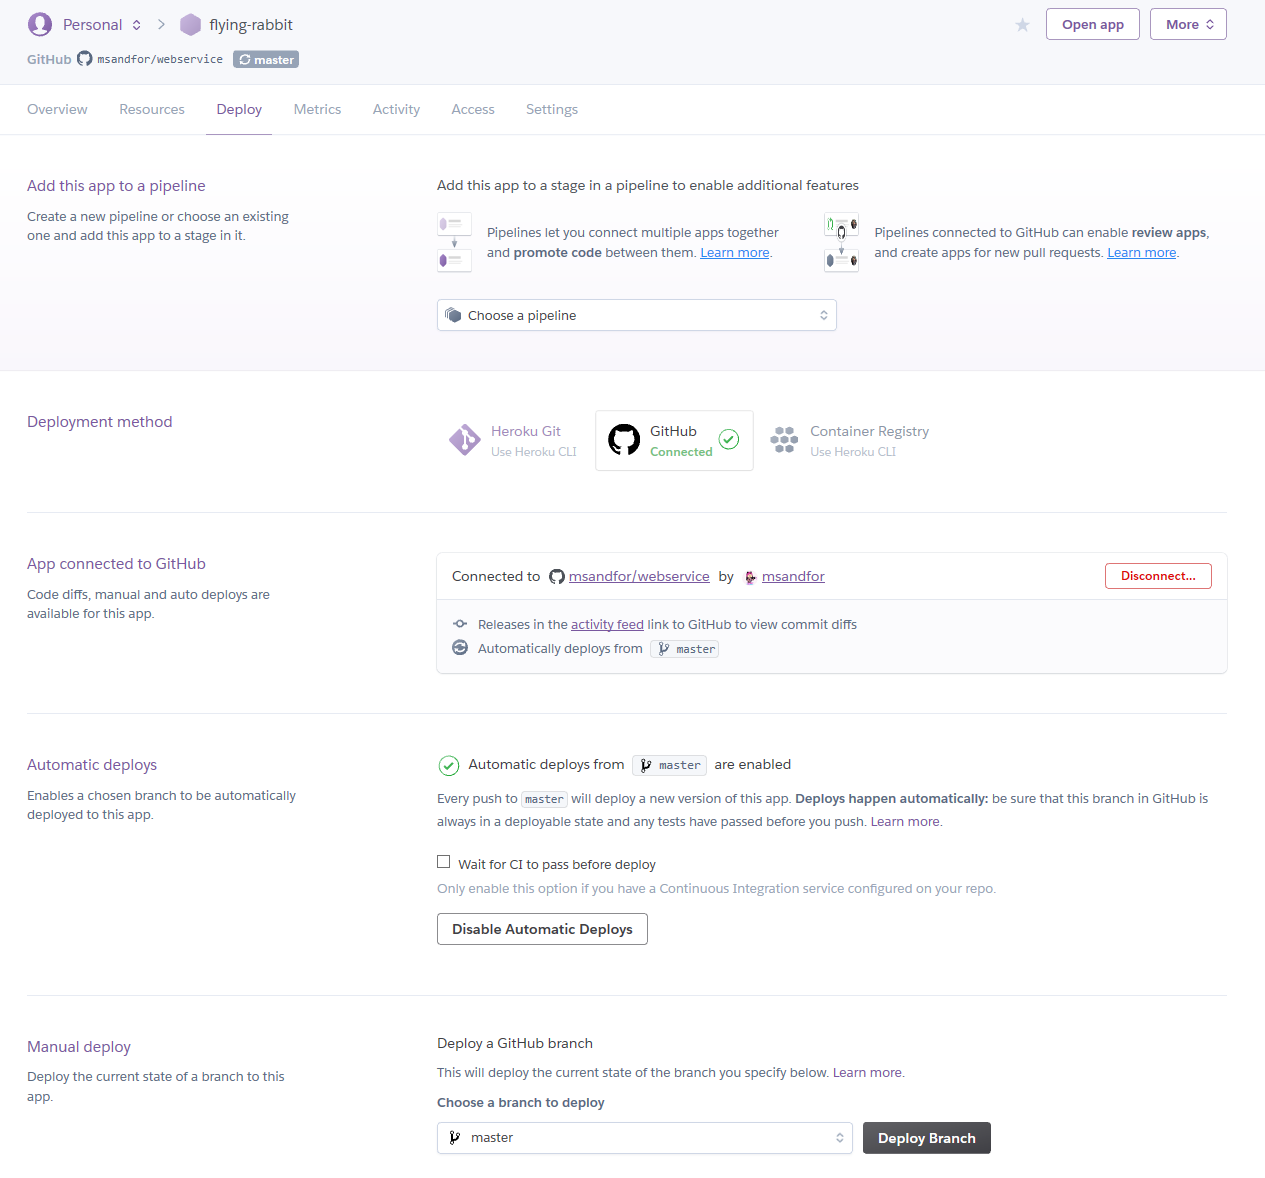 Personal
flying-rabbit
Open app
More
GitHub msandfor/webservice master
Overview Resources Deploy Metrics Activity Access Settings
Add this app to a pipeline
Create a new pipeline or choose an existing
one and add this app to a stage in it.
Add this app to a stage in a pipeline to enable additional features
Pipelines let you connect multiple apps together
and promote code between them. Learn more.
Pipelines connected to GitHub can enable review apps,
and create apps for new pull requests. Learn more.
Choose a pipeline
Deployment method
Heroku Git
Use Heroku CLI
GitHub
Connected
Container Registry
Use Heroku CLI
App connected to GitHub
Code diffs, manual and auto deploys are
available for this app.
Connected to msandfor/webservice by msandfor
Disconnect...
Releases in the activity feed link to GitHub to view commit diffs
Automatically deploys from master
Automatic deploys
Enables a chosen branch to be automatically
deployed to this app.
Automatic deploys from master are enabled
Every push to master will deploy a new version of this app. Deploys happen automatically: be sure that this branch in GitHub is
always in a deployable state and any tests have passed before you push. Learn more.
Wait for CI to pass before deploy
Only enable this option if you have a Continuous Integration service configured on your repo.
Disable Automatic Deploys
Manual deploy
Deploy the current state of a branch to this
app.
Deploy a GitHub branch
This will deploy the current state of the branch you specify below. Learn more.
Choose a branch to deploy
master
Deploy Branch